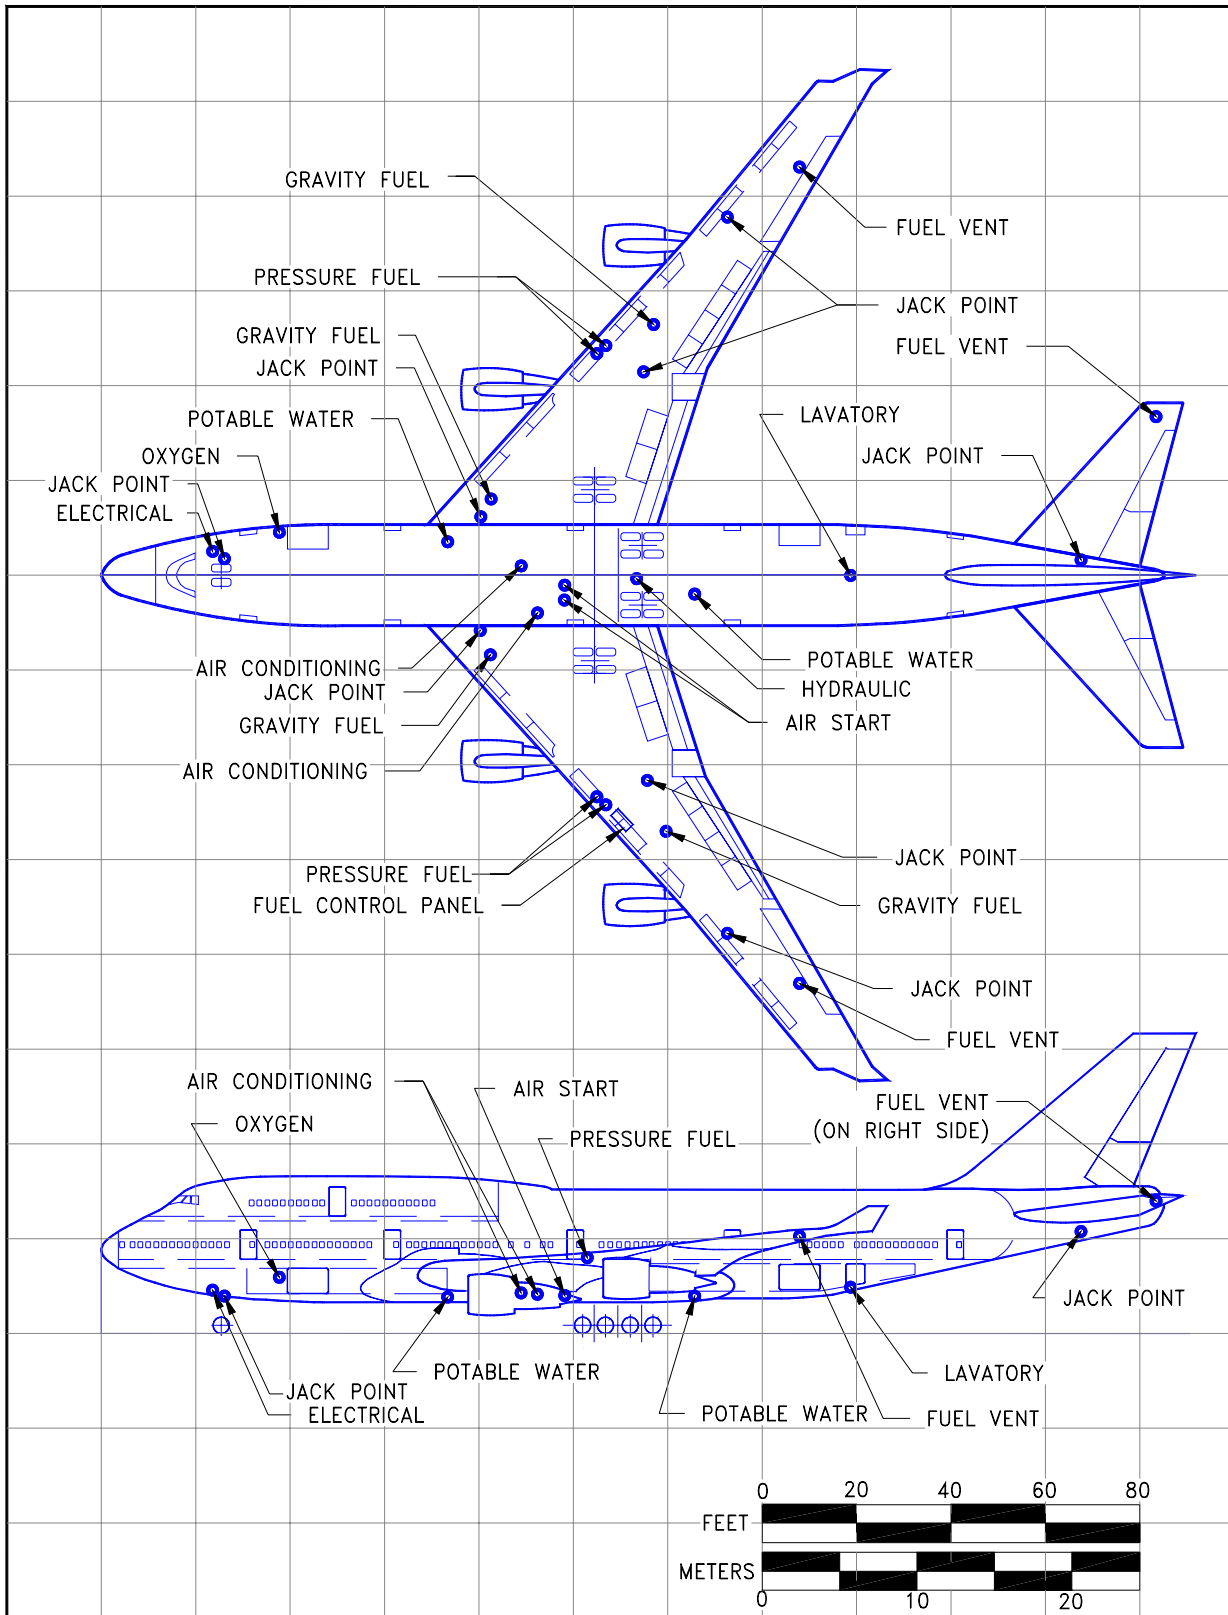 GRAVITY FUEL
FUEL VENT
PRESSURE FUEL
JACK POINT
GRAVITY FUEL
FUEL VENT
JACK POINT
POTABLE WATER
LAVATORY
OXYGEN
JACK POINT
JACK POINT
ELECTRICAL
AIR CONDITIONING
POTABLE WATER
JACK POINT
HYDRAULIC
GRAVITY FUEL
AIR START
AIR CONDITIONING
JACK POINT
PRESSURE FUEL
FUEL CONTROL PANEL
GRAVITY FUEL
JACK POINT
FUEL VENT
AIR CONDITIONING
AIR START
FUEL VENT
(ON RIGHT SIDE)
OXYGEN
PRESSURE FUEL
JACK POINT
POTABLE WATER
LAVATORY
JACK POINT
ELECTRICAL
POTABLE WATER
FUEL VENT
0 20 40 60 80
FEET
METERS
0 10 20